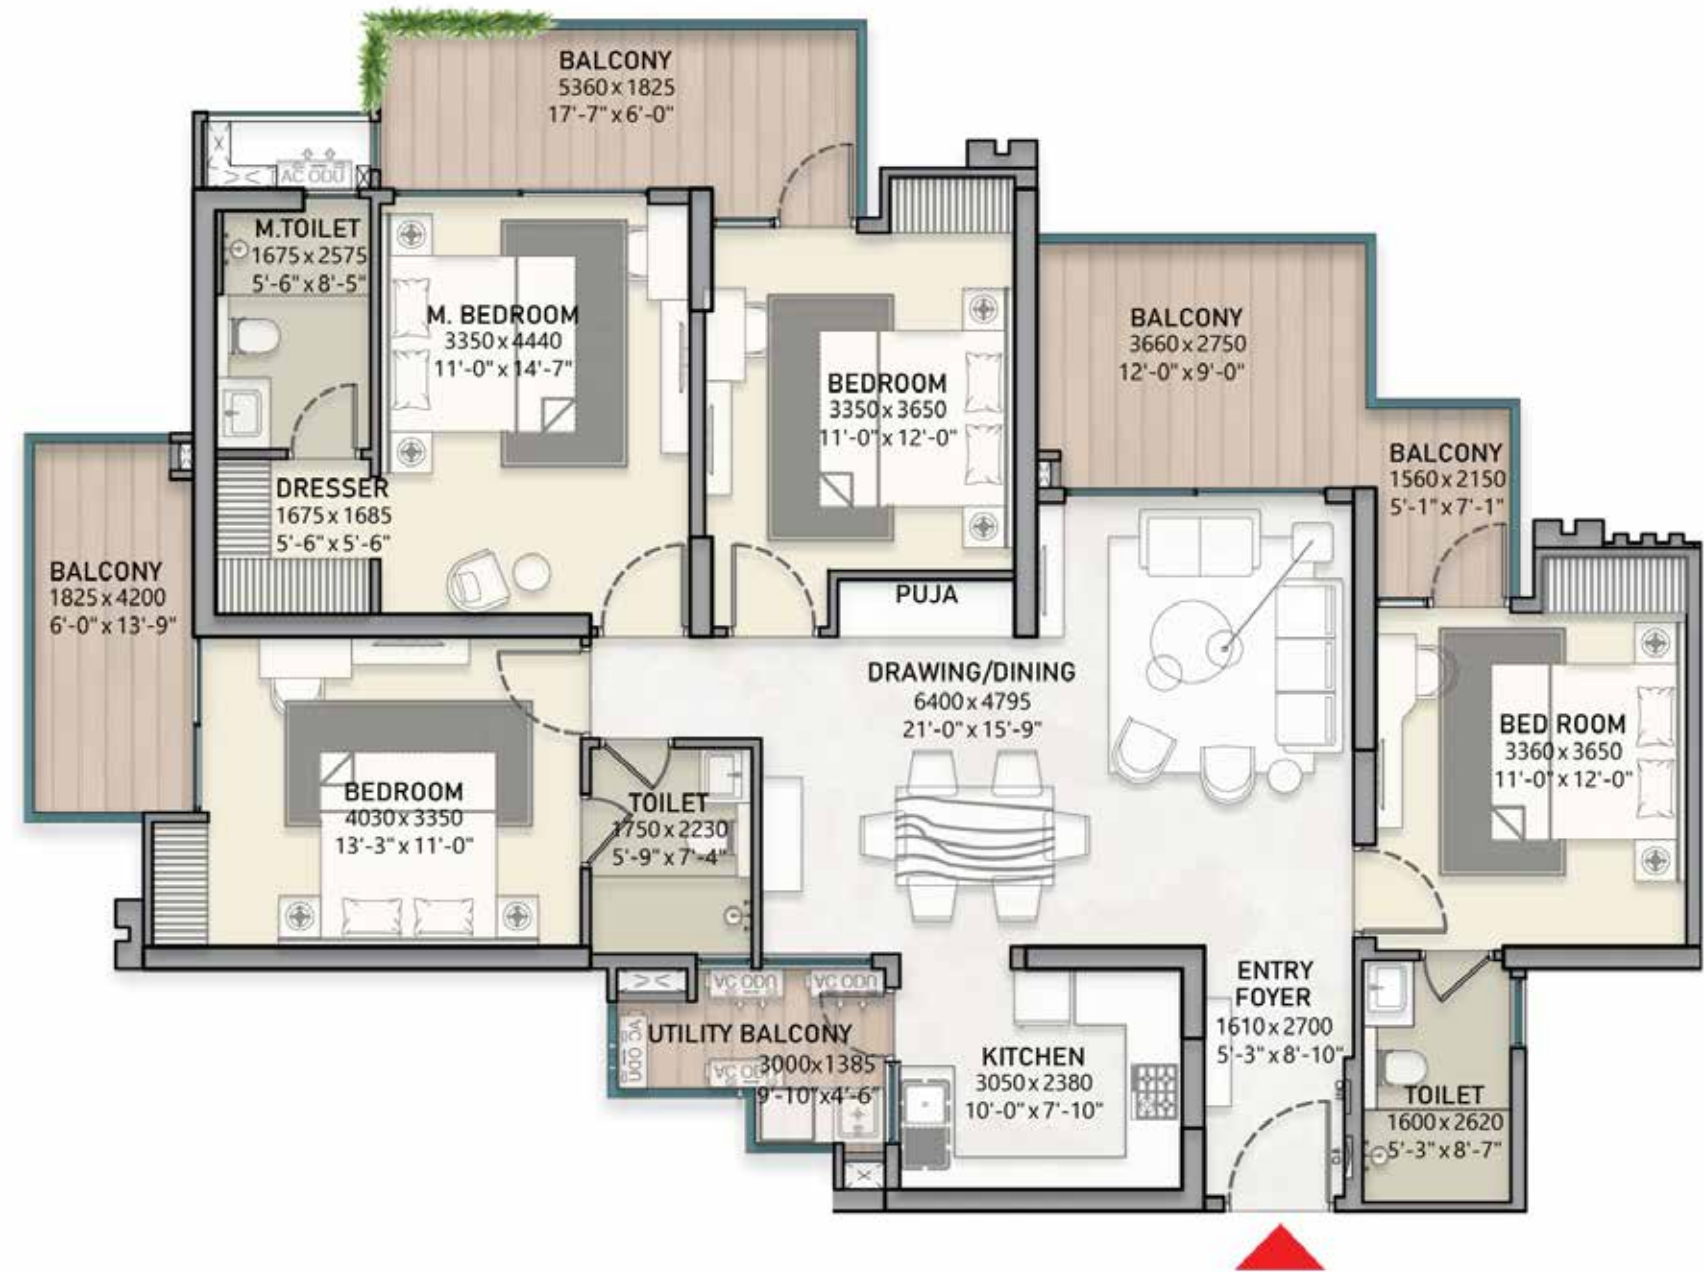 BALCONY
5360 x 1825
17'-7" x 6'-0"
AC ODU
M.TOILET
1675 x 2575
5'-6" x 8'-5"
M. BEDROOM
3350 x 4440
11'-0" x 14'-7"
BEDROOM
3350 x 3650
11'-0" x 12'-0"
BALCONY
3660 x 2750
12'-0" x 9'-0"
BALCONY
1560 x 2150
5'-1" x 7'-1"
DRESSER
1675 x 1685
5'-6" x 5'-6"
BALCONY
1825 x 4200
6'-0" x 13'-9"
PUJA
DRAWING/DINING
6400 x 4795
21'-0" x 15'-9"
BED ROOM
3360 x 3650
11'-0" x 12'-0"
BEDROOM
4030 x 3350
13'-3" x 11'-0"
TOILET
1750 x 2230
5'-9" x 7'-4"
AC ODU
AC ODU
AC ODU
UTILITY BALCONY
3000x1385
9'-10"x4'-6"
AC ODU
KITCHEN
3050 x 2380
10'-0" x 7'-10"
ENTRY
FOYER
1610 x 2700
5'-3" x 8'-10"
TOILET
1600 x 2620
5'-3" x 8'-7"